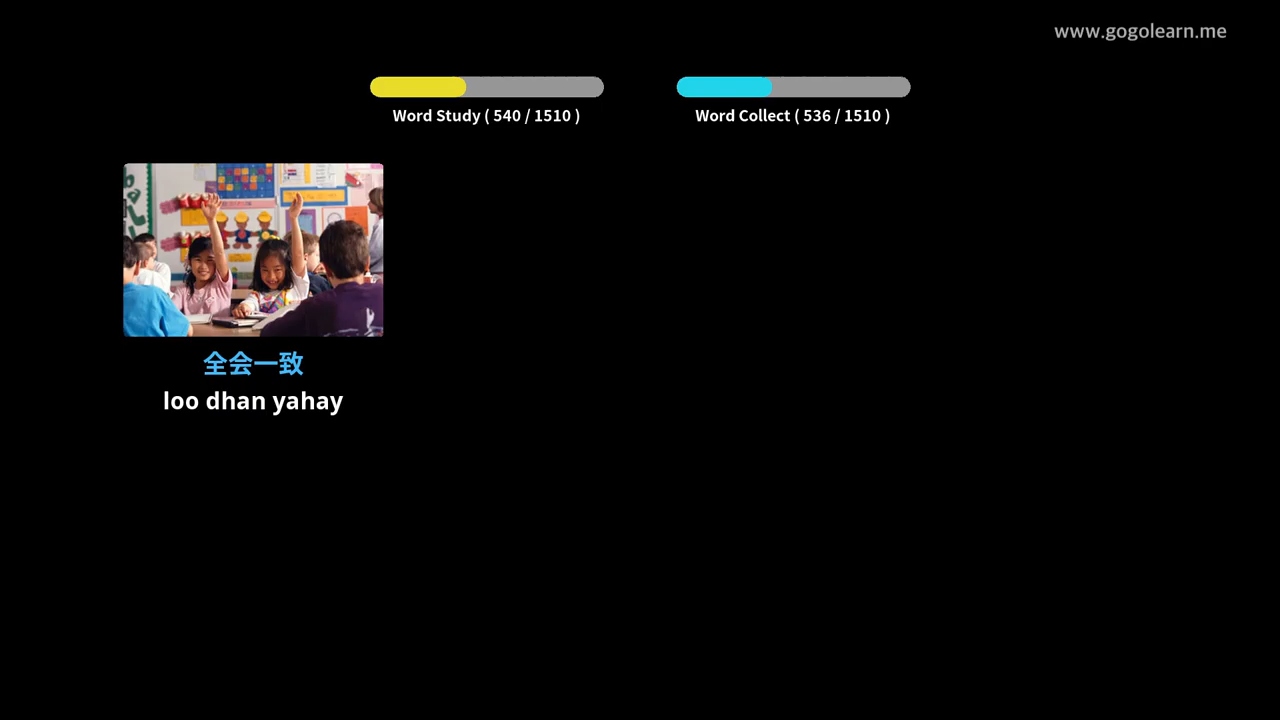 www.gogolearn.me
Word Study ( 540 / 1510 )
Word Collect ( 536 / 1510 )
全会一致
loo dhan yahay